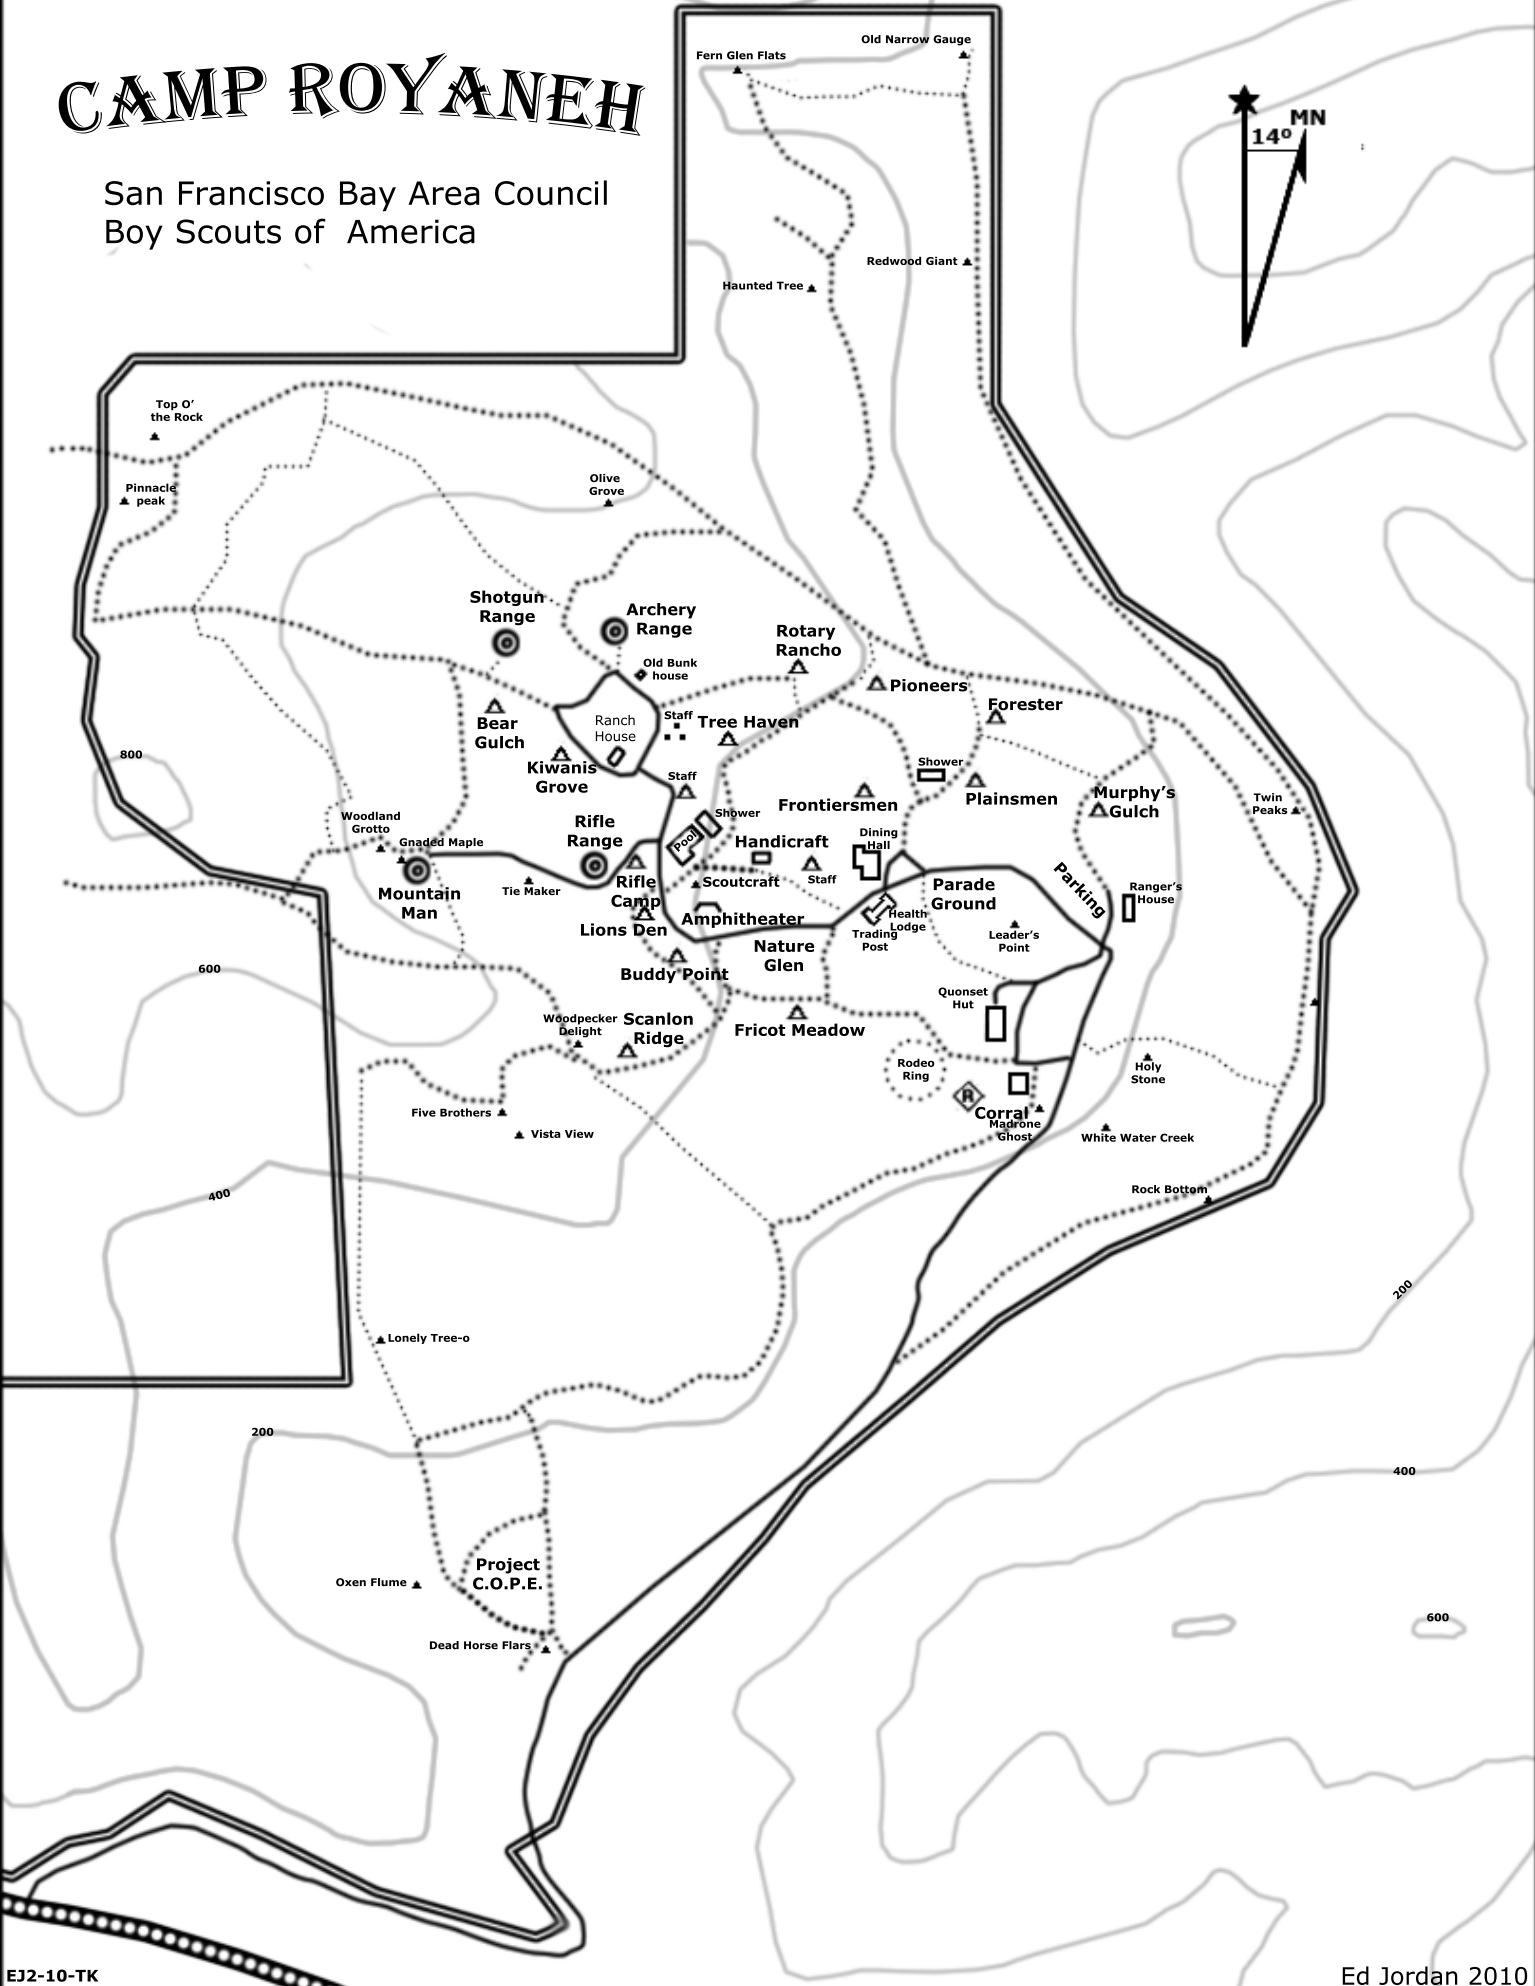 CAMP ROYANEH
San Francisco Bay Area Council
Boy Scouts of America
Fern Glen Flats
Old Narrow Gauge
MN
14º
Redwood Giant
Haunted Tree
Top O’
the Rock
Pinnacle
peak
Olive
Grove
Shotgun
Range
Archery
Range
Rotary
Rancho
Old Bunk
house
Pioneers
Forester
Bear
Gulch
Ranch
House
Staff
Tree Haven
Kiwanis
Grove
Staff
Shower
Frontiersmen
Plainsmen
Murphy’s
Gulch
Twin
Peaks
800
Woodland
Grotto
Gnaded Maple
Rifle
Range
Pool
Shower
Handicraft
Dining
Hall
Mountain
Man
Tie Maker
Rifle
Camp
Scoutcraft
Staff
Parade
Ground
Parking
Ranger’s
House
Lions Den
Amphitheater
Health
Lodge
Trading
Post
Leader’s
Point
Buddy Point
Nature
Glen
600
Quonset
Hut
Woodpecker
Delight
Scanlon
Ridge
Fricot Meadow
Rodeo
Ring
R
Corral
Madrone
Ghost
Holy
Stone
Five Brothers
Vista View
White Water Creek
400
Rock Bottom
200
Lonely Tree-o
200
400
Project
C.O.P.E.
Oxen Flume
600
Dead Horse Flars
EJ2-10-TK
Ed Jordan 2010